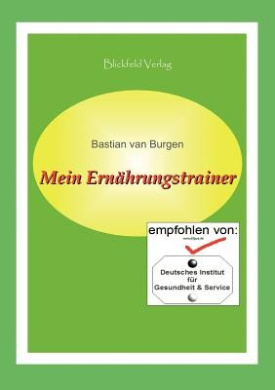 Blickfeld Verlag
Bastian van Burgen
Mein Ernährungstrainer
empfohlen von:
Deutsches Institut
für
Gesundheit & Service